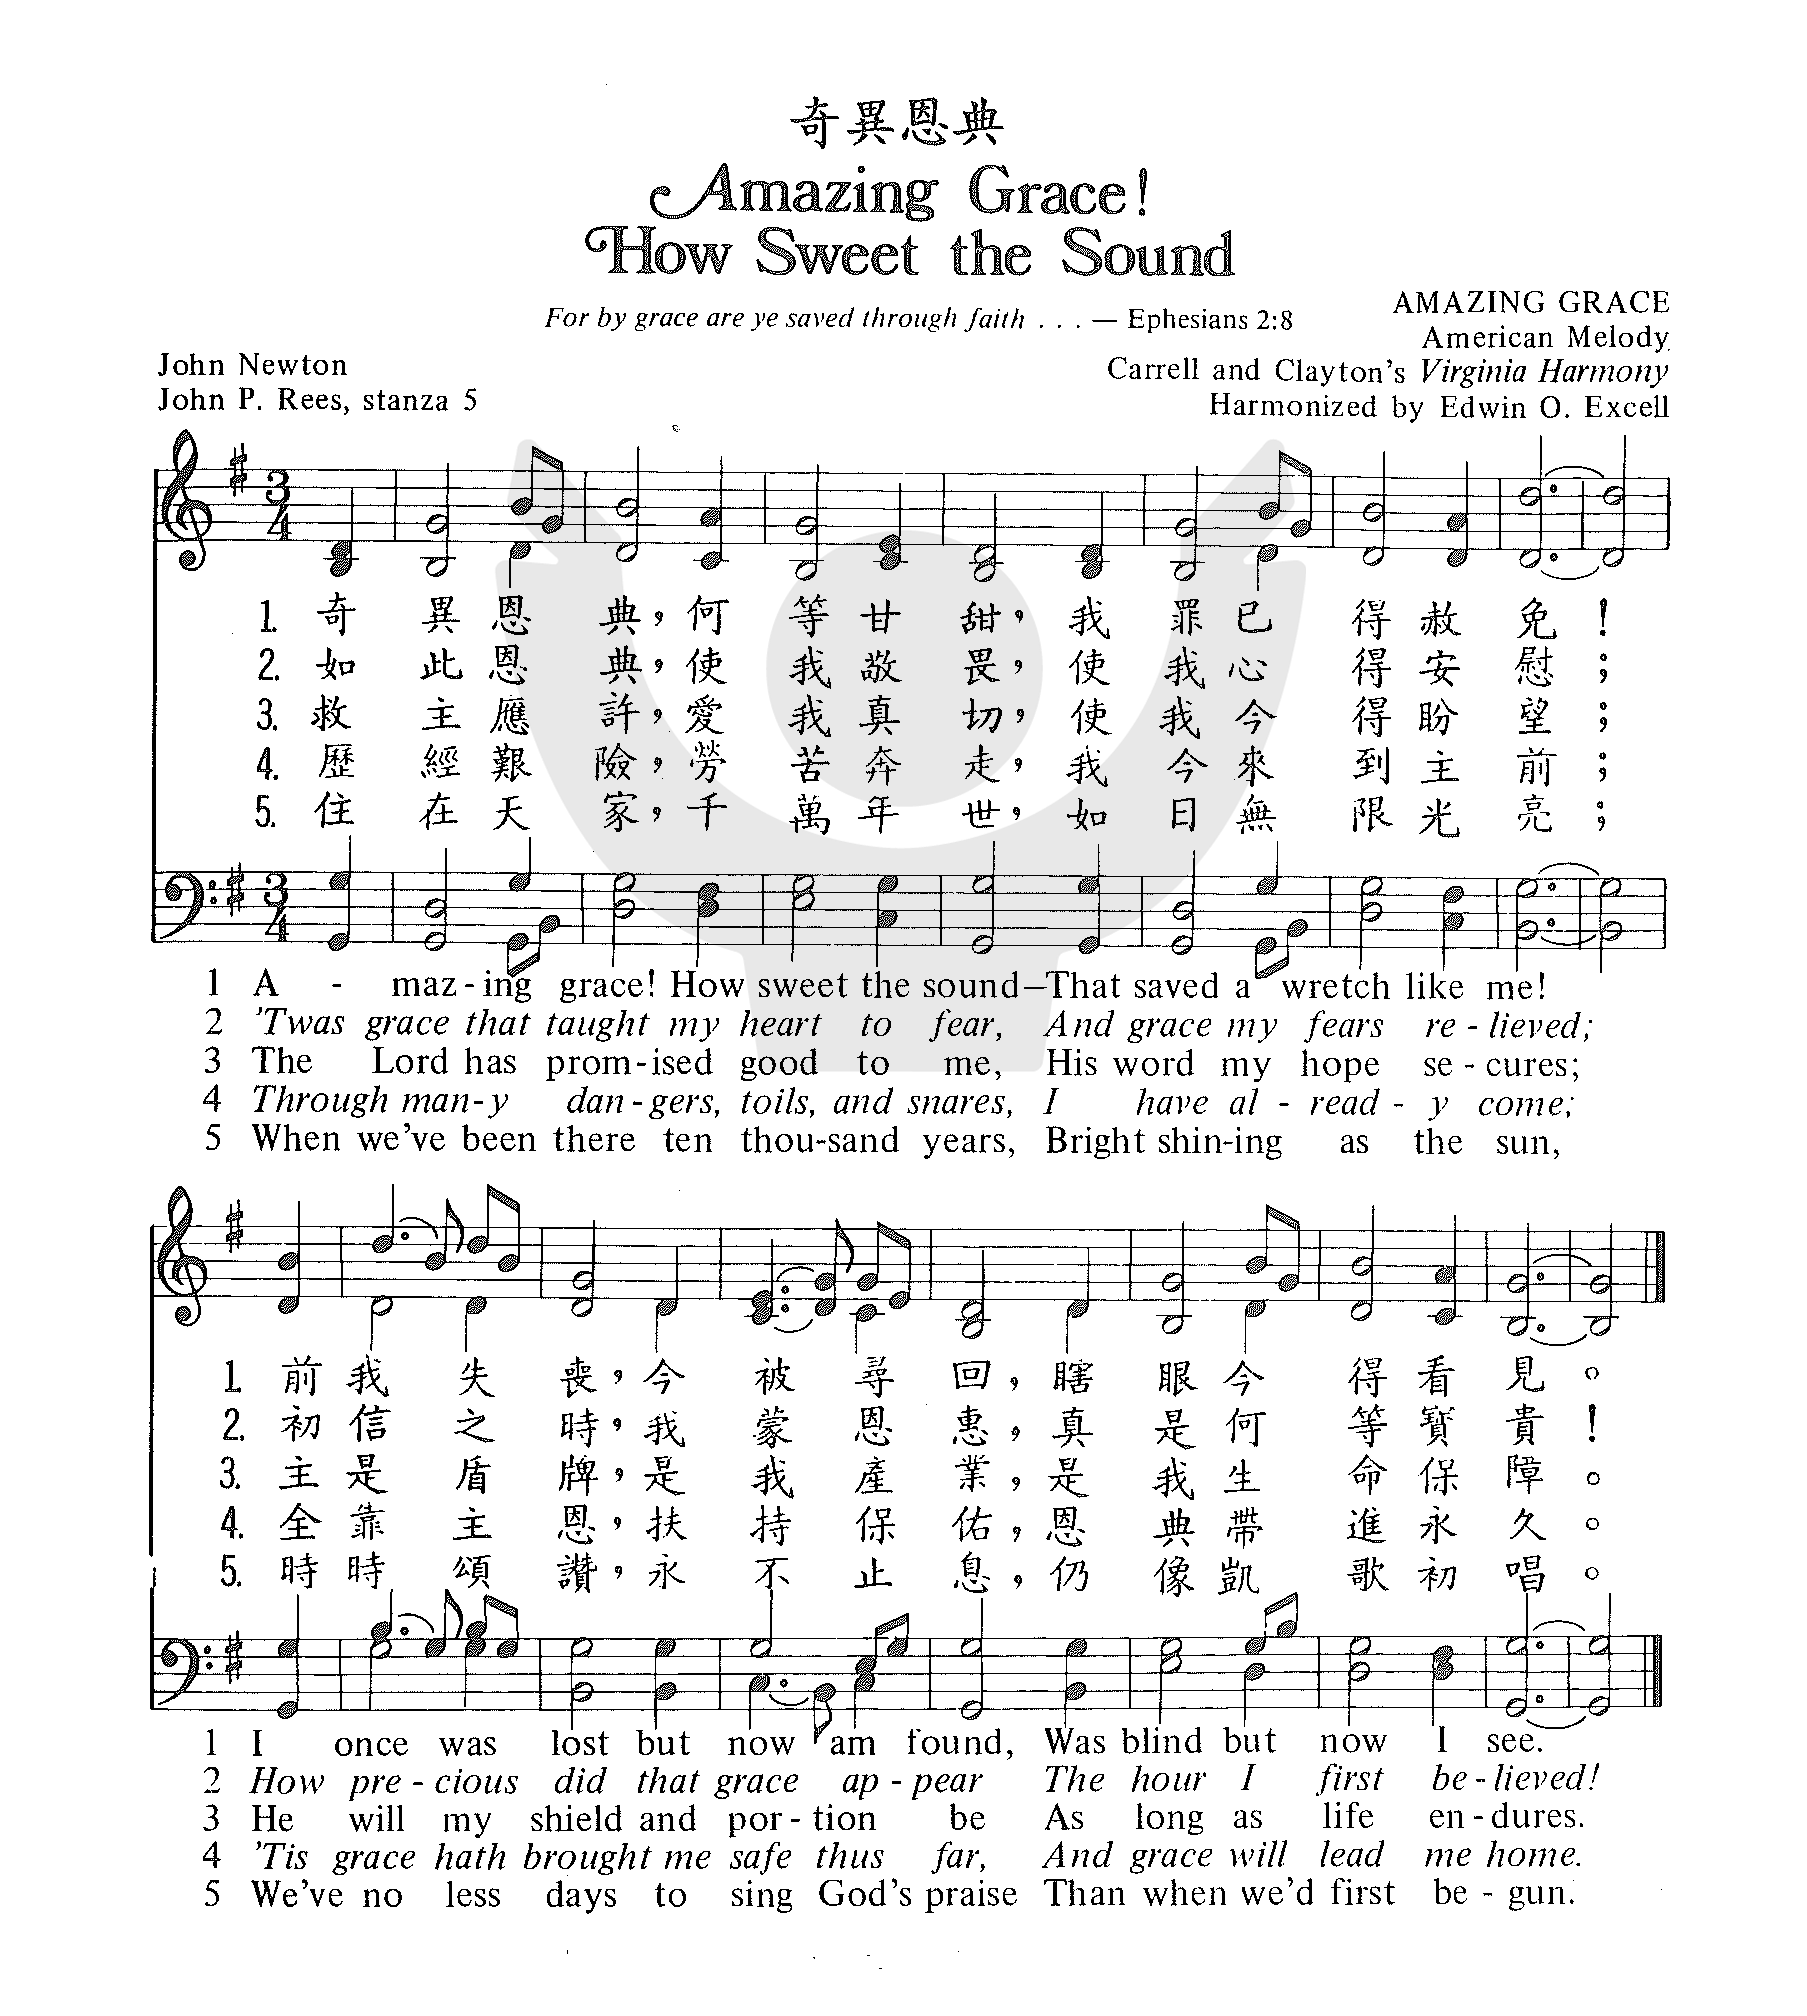 奇異恩典
Amazing Grace!
How Sweet the Sound
For by grace are ye saved through faith . . . — Ephesians 2:8
AMAZING GRACE
American Melody
John Newton
Carrell and Clayton's Virginia Harmony
John P. Rees, stanza 5
Harmonized by Edwin O. Excell
3 4
1. 奇異恩典，何等甘甜，我罪已得赦免！
2. 如此恩典，使我敬畏，使我心得安慰；
3. 救主應許，愛我真切，使我今得盼望；
4. 歷經艱險，勞苦奔走，我今來到主前；
5. 住在天家，千萬年世，如日無限光亮；
3 4
1 A - maz-ing grace! How sweet the sound—That saved a wretch like me!
2 'Twas grace that taught my heart to fear, And grace my fears re-lieved;
3 The Lord has prom-ised good to me, His word my hope se-cures;
4 Through man-y dan-gers, toils, and snares, I have al-read-y come;
5 When we've been there ten thou-sand years, Bright shin-ing as the sun,
1. 前我失喪，今被尋回，瞎眼今得看見。
2. 初信之時，我蒙恩惠，真是何等寶貴！
3. 主是盾牌，是我產業，是我生命保障。
4. 全靠主恩，扶持保佑，恩典帶進永久。
5. 時時頌讚，永不止息，仍像凱歌初唱。
1 I once was lost but now am found, Was blind but now I see.
2 How pre-cious did that grace ap-pear The hour I first be-lieved!
3 He will my shield and por-tion be As long as life en-dures.
4 'Tis grace hath brought me safe thus far, And grace will lead me home.
5 We've no less days to sing God's praise Than when we'd first be-gun.